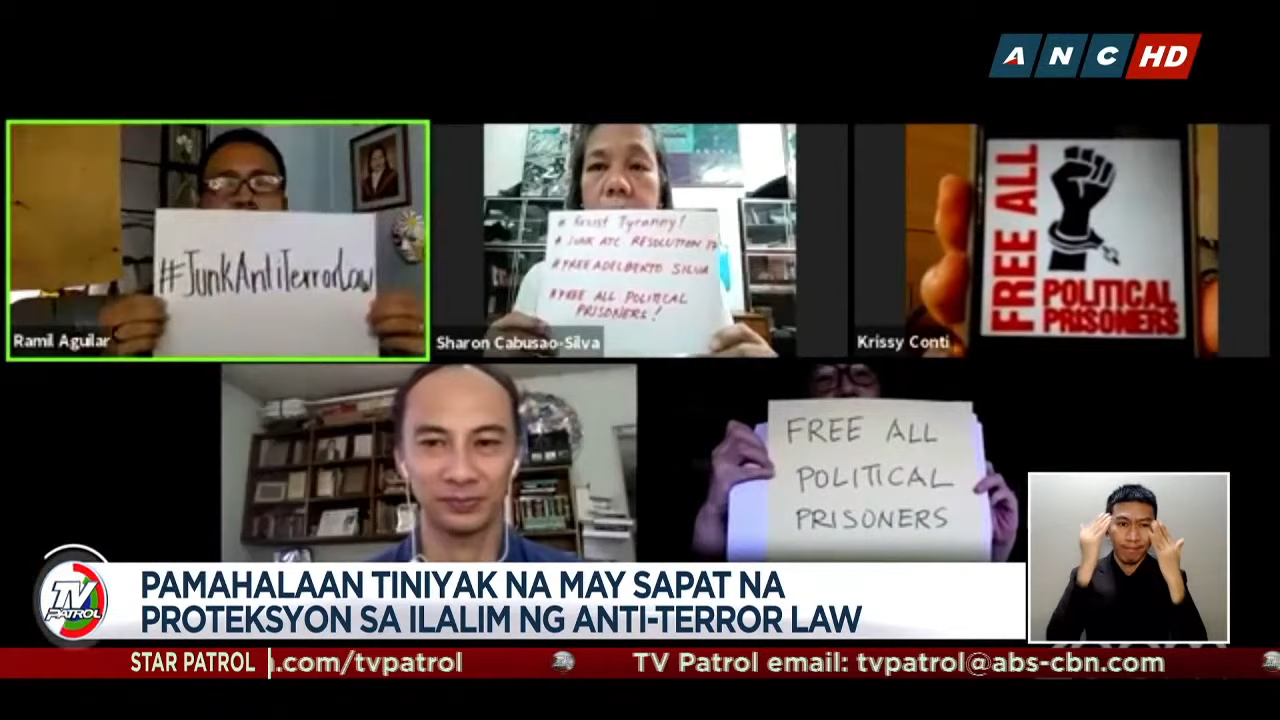 ANC HD
#JunkAntiTerrorLaw
Ramil Aguilar
# Resist Tyranny!
# JUNK ATC RESOLUTION 17
#FREEADELBERTO SILVA
#FREE ALL POLITICAL
PRISONERS!
Sharon Cabusao-Silva
FREE ALL
POLITICAL
PRISONERS
Krissy Conti
FREE ALL
POLITICAL
PRISONERS
TV PATROL
PAMAHALAAN TINIYAK NA MAY SAPAT NA
PROTEKSYON SA ILALIM NG ANTI-TERROR LAW
STAR PATROL
.com/tvpatrol
TV Patrol email: tvpatrol@abs-cbn.com